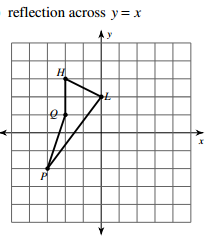 reflection across y = x
y
H
L
Q
x
P